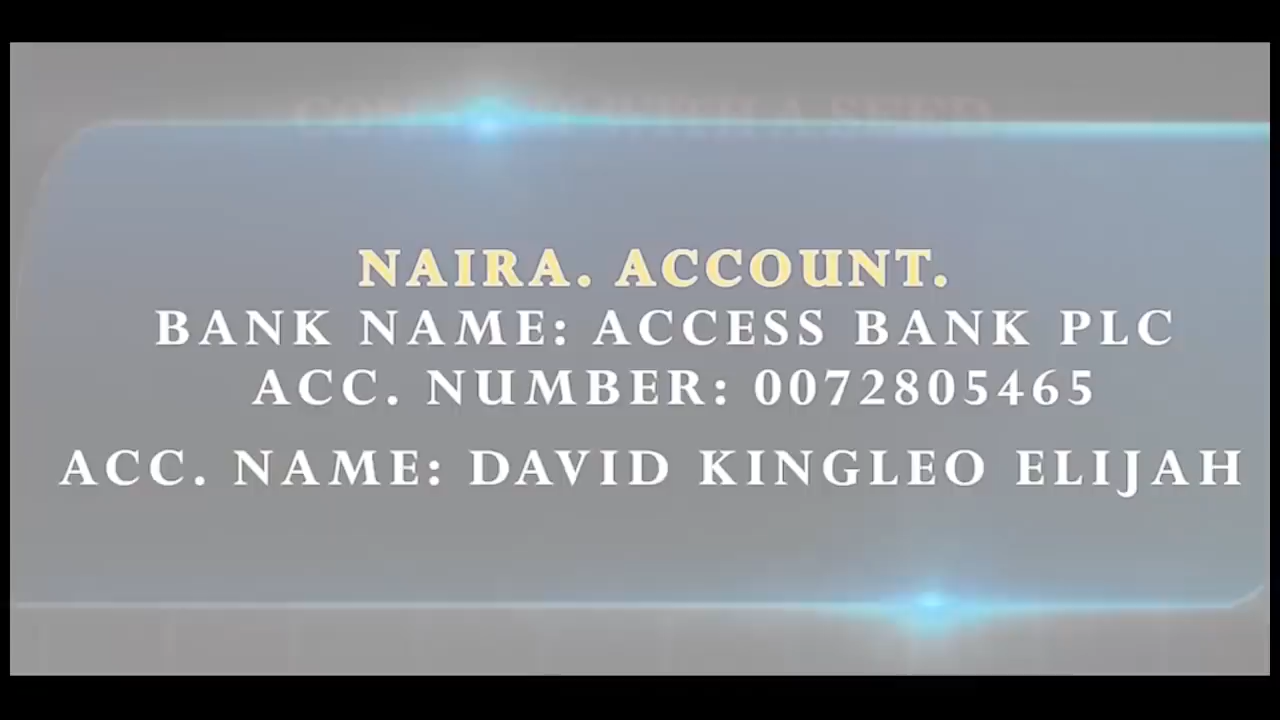 NAIRA. ACCOUNT.
BANK NAME: ACCESS BANK PLC
ACC. NUMBER: 0072805465
ACC. NAME: DAVID KINGLEO ELIJAH